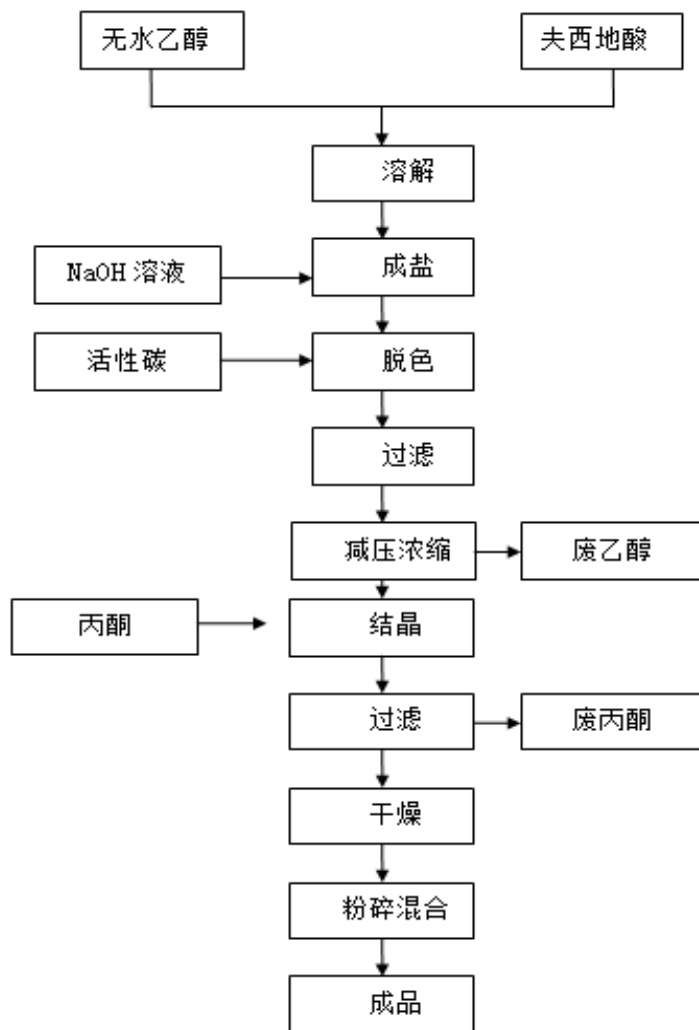 无水乙醇
夫西地酸
溶解
NaOH 溶液
成盐
活性碳
脱色
过滤
减压浓缩
废乙醇
丙酮
结晶
过滤
废丙酮
干燥
粉碎混合
成品